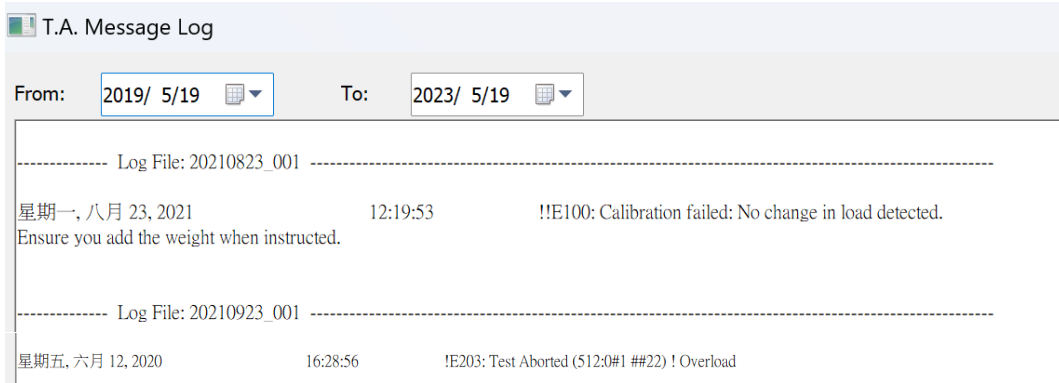 T.A. Message Log
From: 2019/ 5/19 To: 2023/ 5/19
-------------- Log File: 20210823_001 ---------------------------------------------------------------------------------------------------------
星期一, 八月 23, 2021 12:19:53 !!E100: Calibration failed: No change in load detected.
Ensure you add the weight when instructed.
-------------- Log File: 20210923_001 ---------------------------------------------------------------------------------------------------------
星期五, 六月 12, 2020 16:28:56 !E203: Test Aborted (512:0#1 ##22) ! Overload